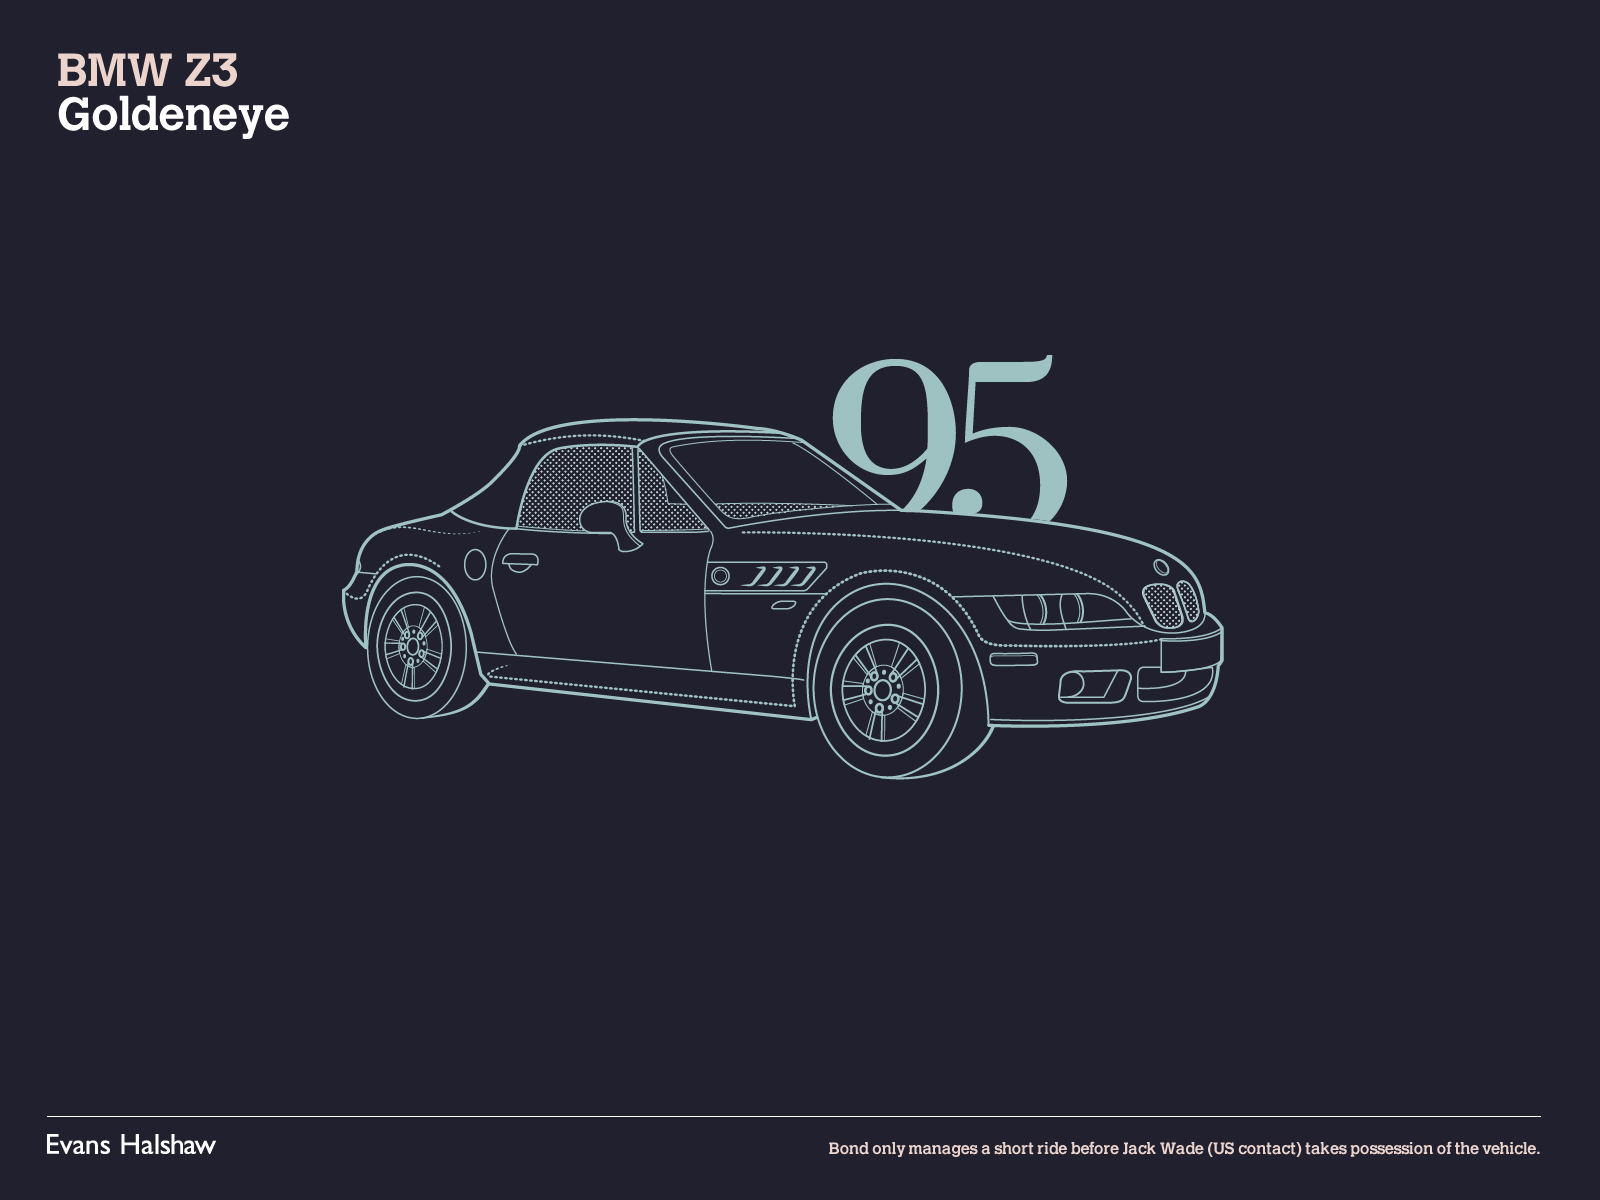 BMW Z3
Goldeneye
95
Evans Halshaw
Bond only manages a short ride before Jack Wade (US contact) takes possession of the vehicle.